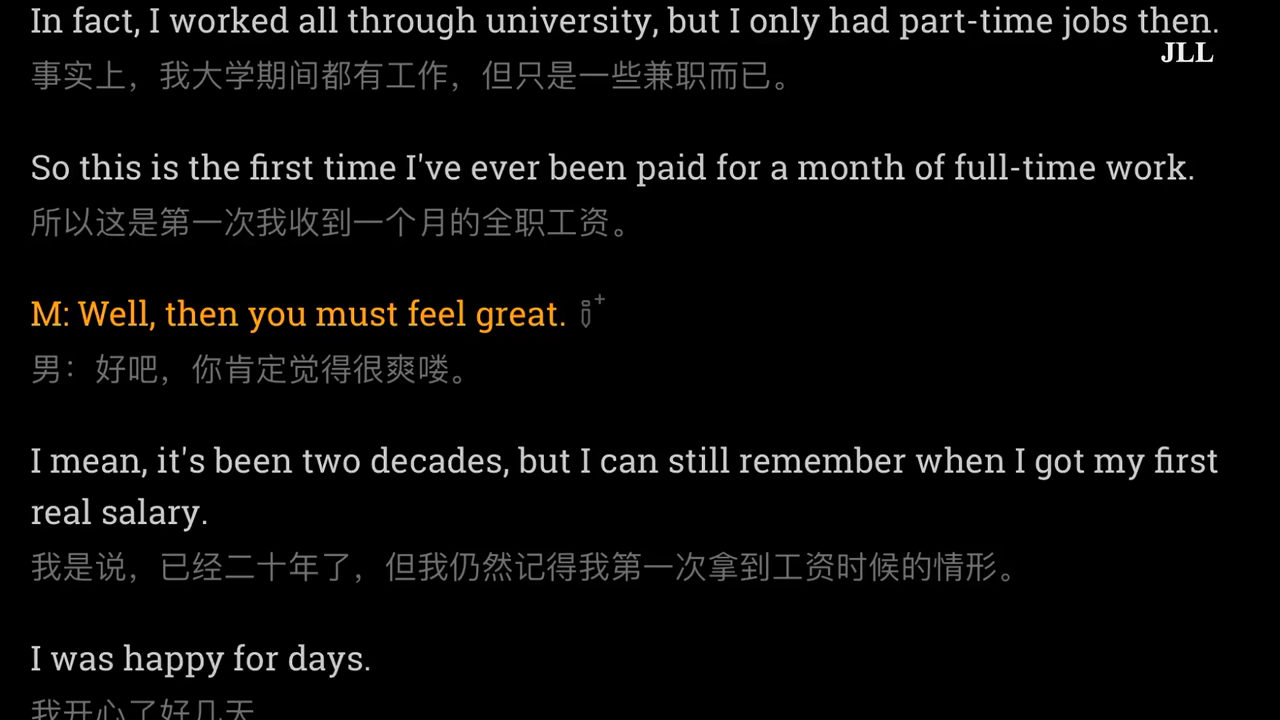 In fact, I worked all through university, but I only had part-time jobs then.
JLL
事实上，我大学期间都有工作，但只是一些兼职而已。
So this is the first time I've ever been paid for a month of full-time work.
所以这是第一次我收到一个月的全职工资。
M: Well, then you must feel great.
男：好吧，你肯定觉得很爽喽。
I mean, it's been two decades, but I can still remember when I got my first
real salary.
我是说，已经二十年了，但我仍然记得我第一次拿到工资时候的情形。
I was happy for days.
我开心了好几天